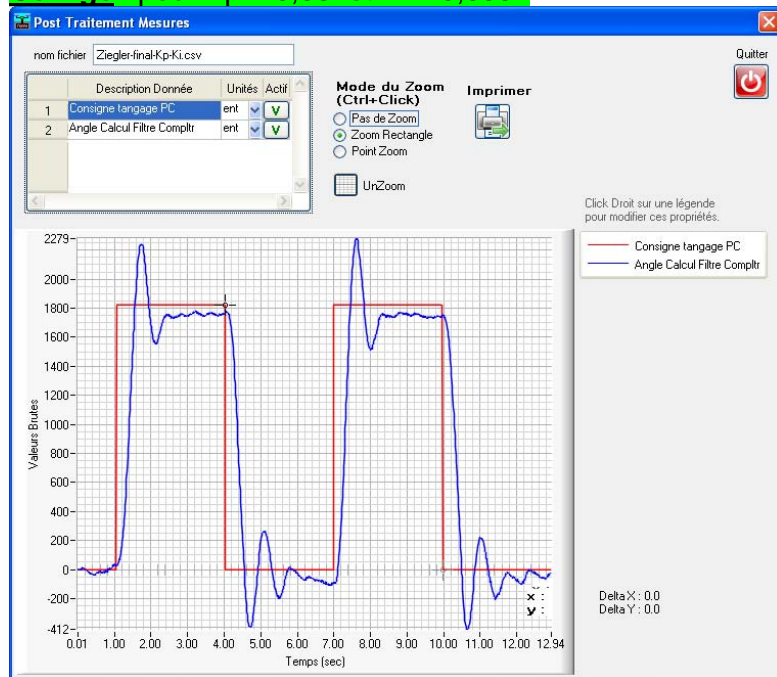 Post Traitement Mesures
nom fichier Ziegler-final-Kp-Ki.csv
Quitter
Description Donnée Unités Actif
1 Consigne tangage PC ent V
2 Angle Calcul Filtre Compltr ent V
Mode du Zoom
(Ctrl+Click)
Pas de Zoom
Zoom Rectangle
Point Zoom
UnZoom
Imprimer
Click Droit sur une légende
pour modifier ces propriétés.
Consigne tangage PC
Angle Calcul Filtre Compltr
Valeurs Brutes
2279
2000
1800
1600
1400
1200
1000
800
600
400
200
0
-200
-412
0.01 1.00 2.00 3.00 4.00 5.00 6.00 7.00 8.00 9.00 10.00 11.00 12.00 12.94
Temps (sec)
x :
y :
Delta X : 0.0
Delta Y : 0.0